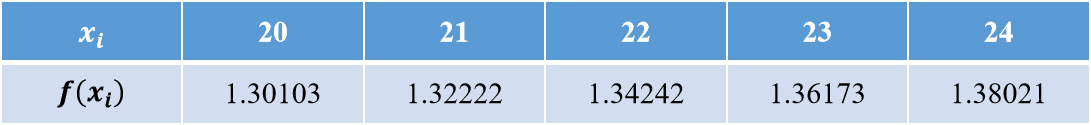 xᵢ 20 21 22 23 24
f(xᵢ) 1.30103 1.32222 1.34242 1.36173 1.38021